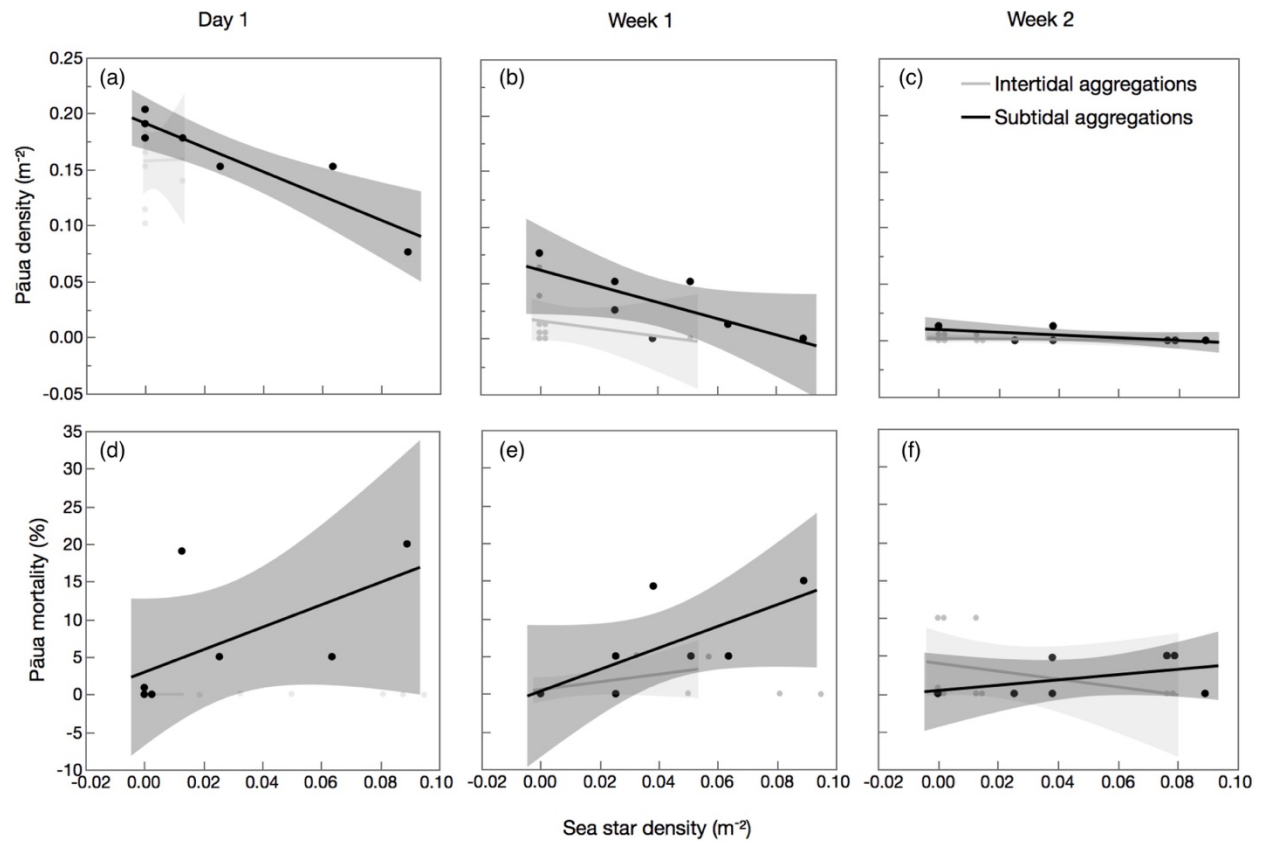 Day 1
Week 1
Week 2
Pāua density (m⁻²)
0.25
0.20
0.15
0.10
0.05
0.00
-0.05
(a)
(b)
(c)
Intertidal aggregations
Subtidal aggregations
Pāua mortality (%)
35
30
25
20
15
10
5
0
-5
-10
(d)
(e)
(f)
-0.02 0.00 0.02 0.04 0.06 0.08 0.10
-0.02 0.00 0.02 0.04 0.06 0.08 0.10
-0.02 0.00 0.02 0.04 0.06 0.08 0.10
Sea star density (m⁻²)